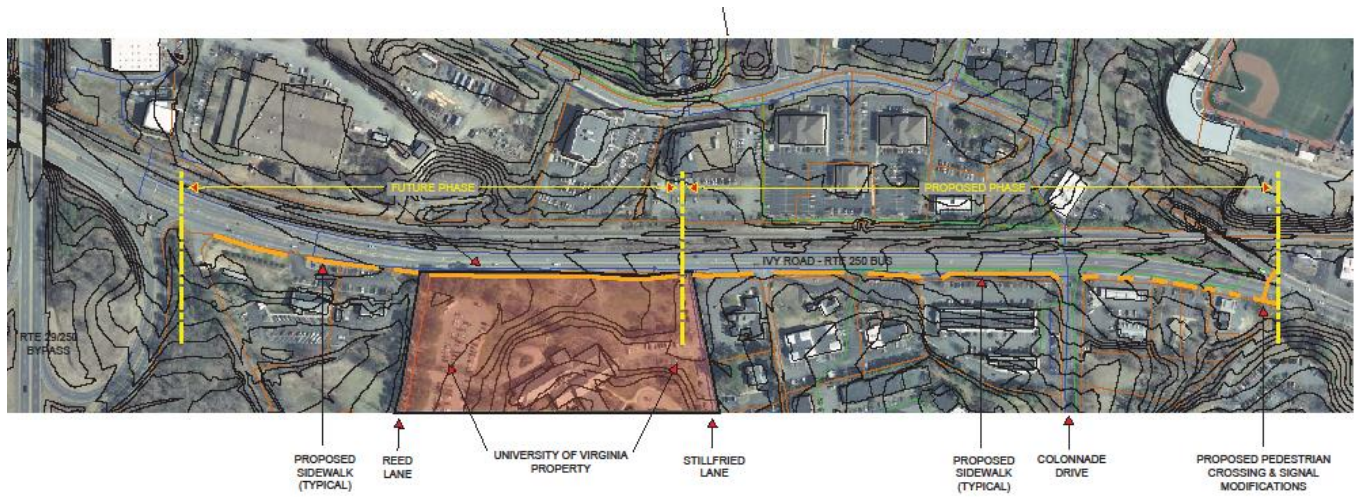 FUTURE PHASE
PROPOSED PHASE
IVY ROAD - RTE 250 BUS
RTE 29/250
BYPASS
PROPOSED
SIDEWALK
(TYPICAL)
REED
LANE
UNIVERSITY OF VIRGINIA
PROPERTY
STILLFRIED
LANE
PROPOSED
SIDEWALK
(TYPICAL)
COLONNADE
DRIVE
PROPOSED PEDESTRIAN
CROSSING & SIGNAL
MODIFICATIONS